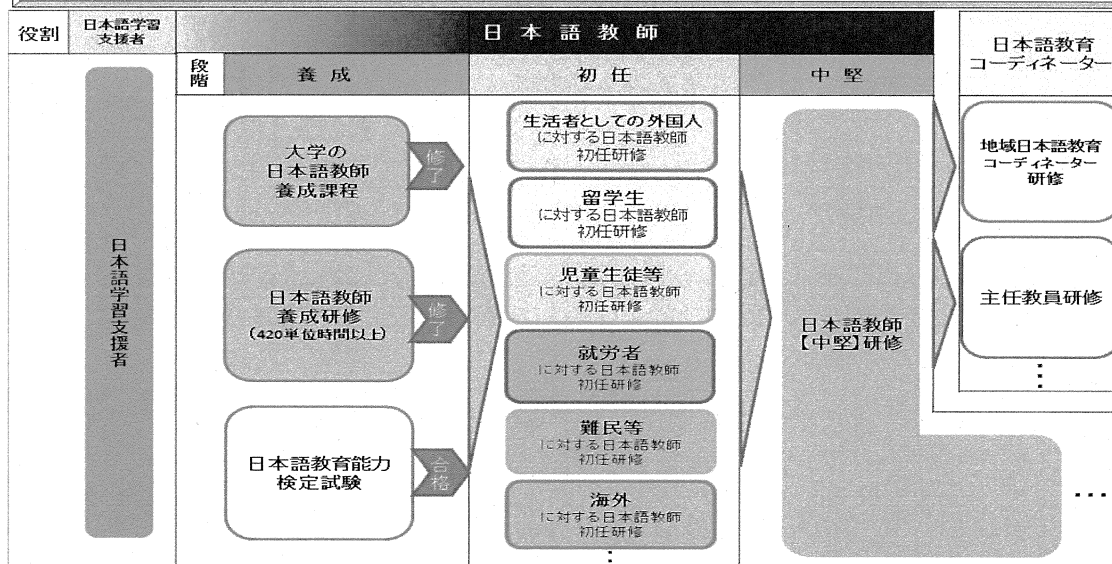 役割
日本語学習
支援者
日本語教師
日本語教育
コーディネーター
段階
養成
初任
中堅
日本語学習支援者
大学の
日本語教師
養成課程
修了
日本語教師
養成研修
(420単位時間以上)
修了
日本語教育能力
検定試験
合格
生活者としての外国人
に対する日本語教師
初任研修
留学生
に対する日本語教師
初任研修
児童生徒等
に対する日本語教師
初任研修
就労者
に対する日本語教師
初任研修
難民等
に対する日本語教師
初任研修
海外
に対する日本語教師
初任研修
⋮
日本語教師
【中堅】研修
…
地域日本語教育
コーディネーター
研修
主任教員研修
⋮